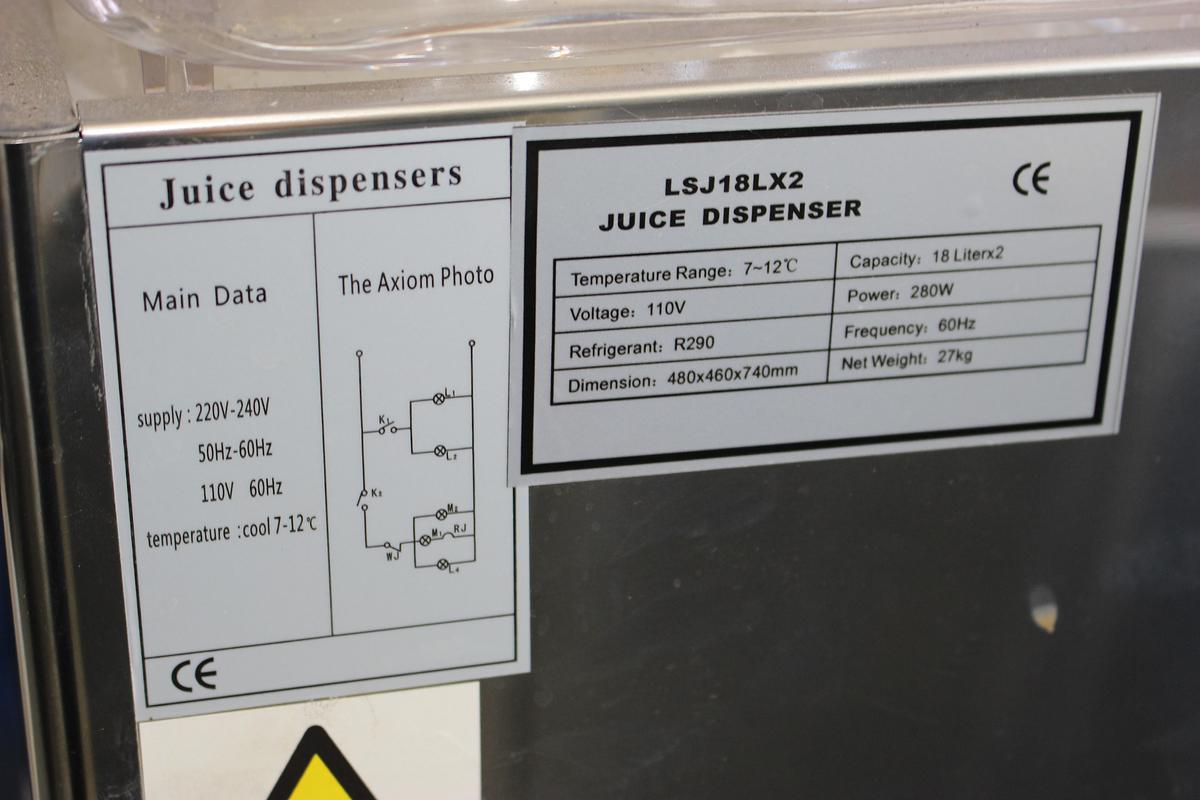 Juice dispensers
Main Data
supply : 220V-240V
50Hz-60Hz
110V 60Hz
temperature : cool 7-12℃
The Axiom Photo
L1
K1
L2
K2
M2
M1 RJ
WJ
L4
CE
LSJ18LX2
JUICE DISPENSER
CE
Temperature Range: 7~12℃
Capacity: 18 Literx2
Voltage: 110V
Power: 280W
Refrigerant: R290
Frequency: 60Hz
Dimension: 480x460x740mm
Net Weight: 27kg